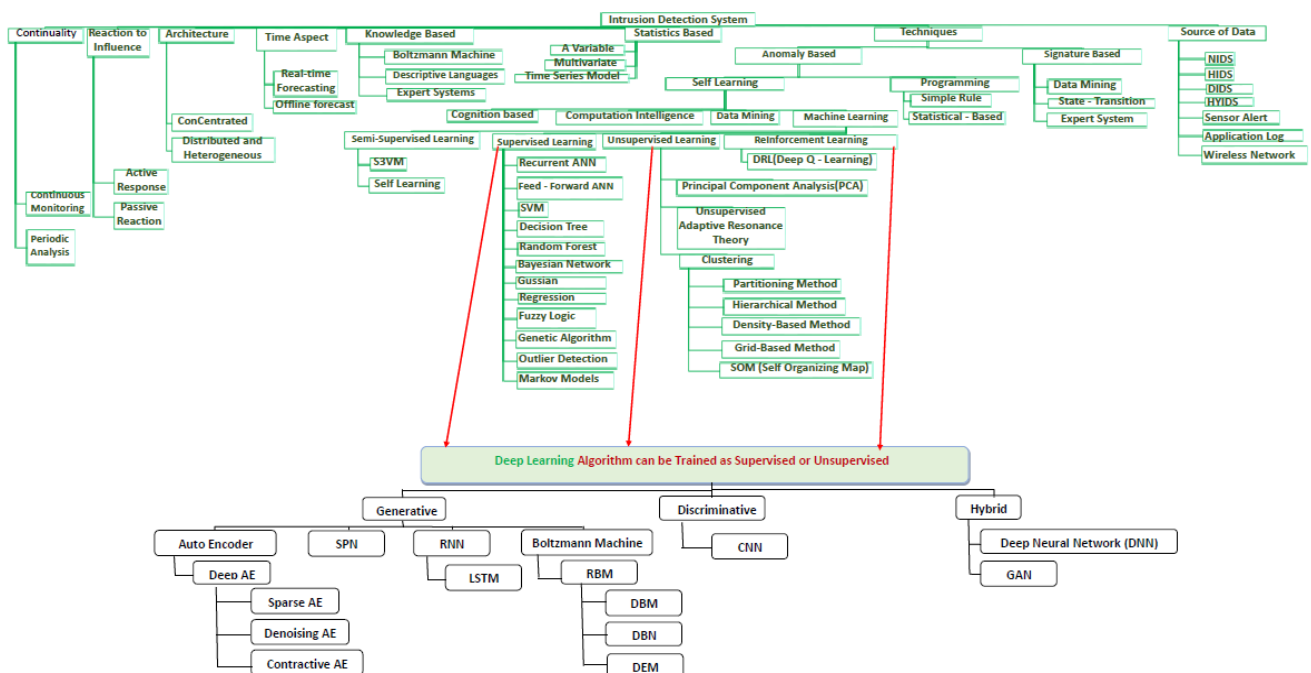 Intrusion Detection System
Continuality
Reaction to
Influence
Architecture
Time Aspect
Knowledge Based
Statistics Based
Techniques
Source of Data
Boltzmann Machine
Descriptive Languages
Expert Systems
A Variable
Multivariate
Time Series Model
Anomaly Based
Signature Based
NIDS
HIDS
DIDS
HYIDS
Sensor Alert
Application Log
Wireless Network
Real-time
Forecasting
Offline forecast
Self Learning
Programming
Simple Rule
Statistical - Based
Data Mining
State - Transition
Expert System
ConCentrated
Distributed and
Heterogeneous
Cognition based
Computation Intelligence
Data Mining
Machine Learning
Semi-Supervised Learning
Supervised Learning
Unsupervised Learning
Reinforcement Learning
S3VM
Self Learning
DRL(Deep Q - Learning)
Active
Response
Passive
Reaction
Continuous
Monitoring
Periodic
Analysis
Recurrent ANN
Feed - Forward ANN
SVM
Decision Tree
Random Forest
Bayesian Network
Gussian
Regression
Fuzzy Logic
Genetic Algorithm
Outlier Detection
Markov Models
Principal Component Analysis(PCA)
Unsupervised
Adaptive Resonance
Theory
Clustering
Partitioning Method
Hierarchical Method
Density-Based Method
Grid-Based Method
SOM (Self Organizing Map)
Deep Learning Algorithm can be Trained as Supervised or Unsupervised
Generative
Discriminative
Hybrid
Auto Encoder
SPN
RNN
Boltzmann Machine
CNN
Deep Neural Network (DNN)
Deep AE
LSTM
RBM
GAN
Sparse AE
DBM
Denoising AE
DBN
Contractive AE
DEM